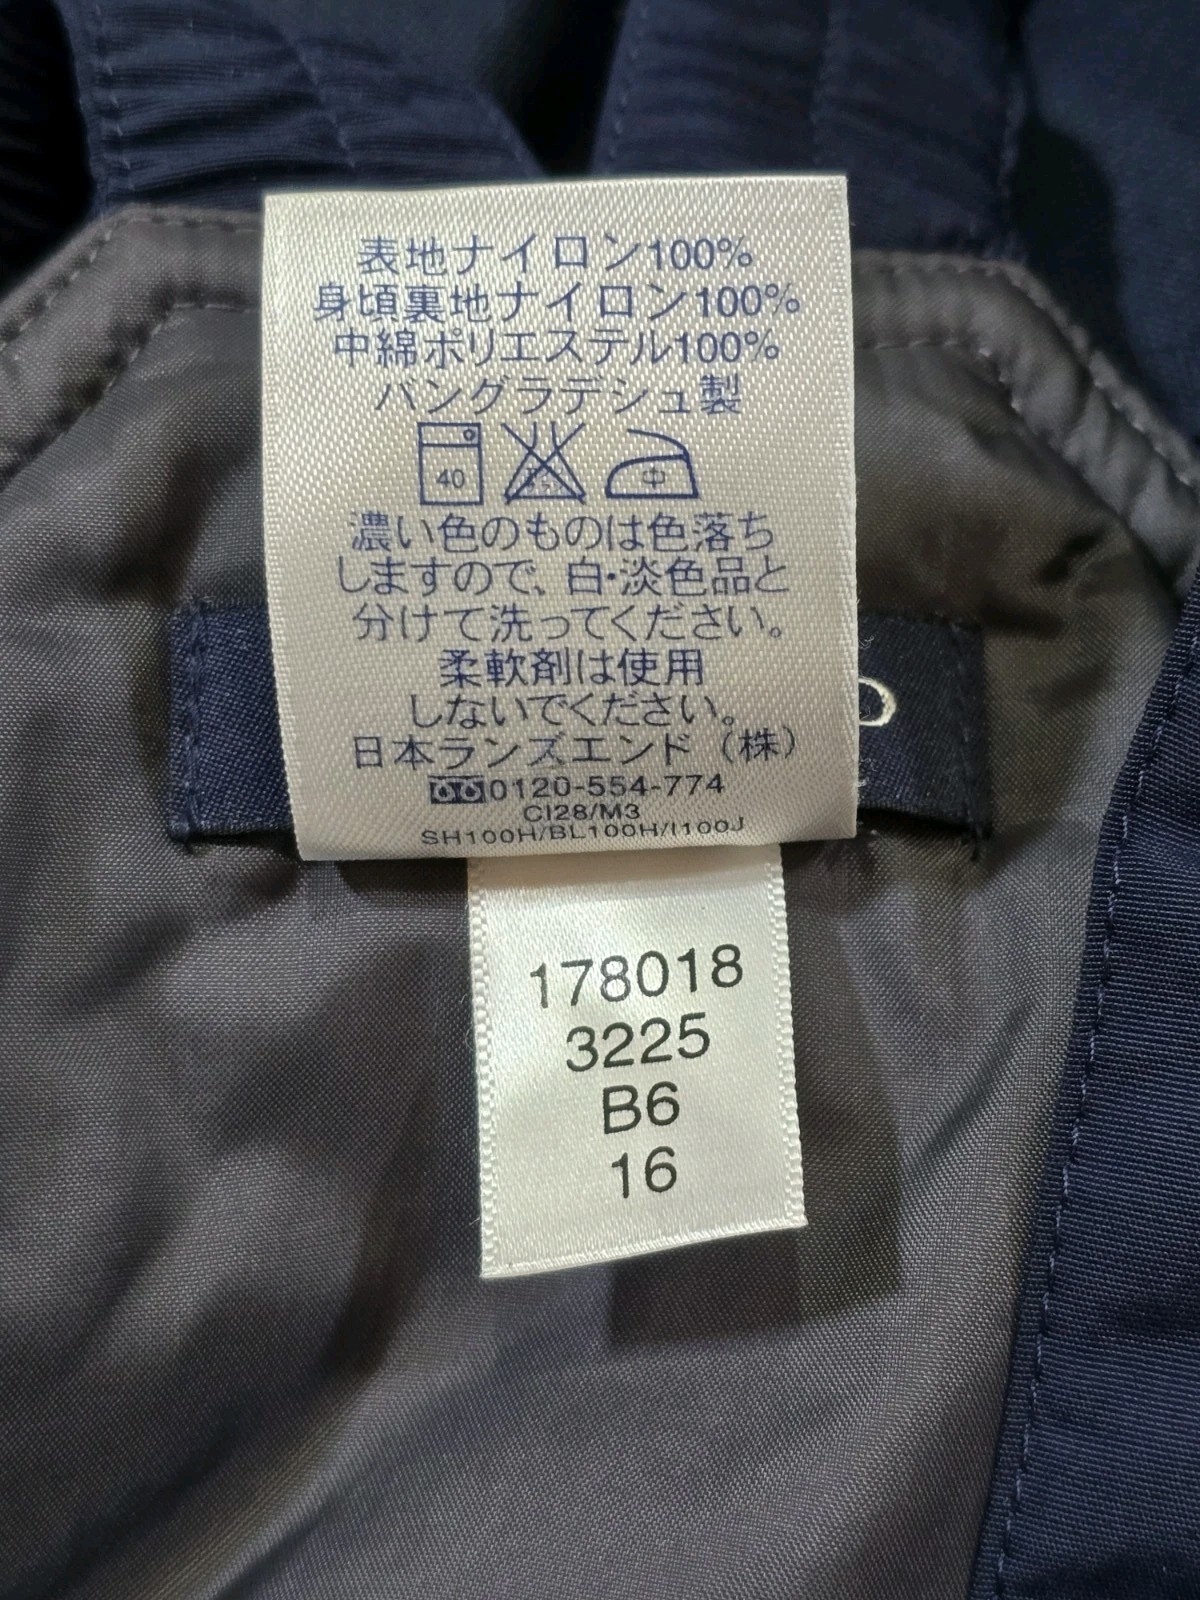 表地ナイロン100%
身頃裏地ナイロン100%
中綿ポリエステル100%
バングラデシュ製
40 中
濃い色のものは色落ち
しますので、白・淡色品と
分けて洗ってください。
柔軟剤は使用
しないでください。
日本ランズエンド（株）
0120-554-774
CI28/M3
SH100H/BL100H/I100J
178018
3225
B6
16